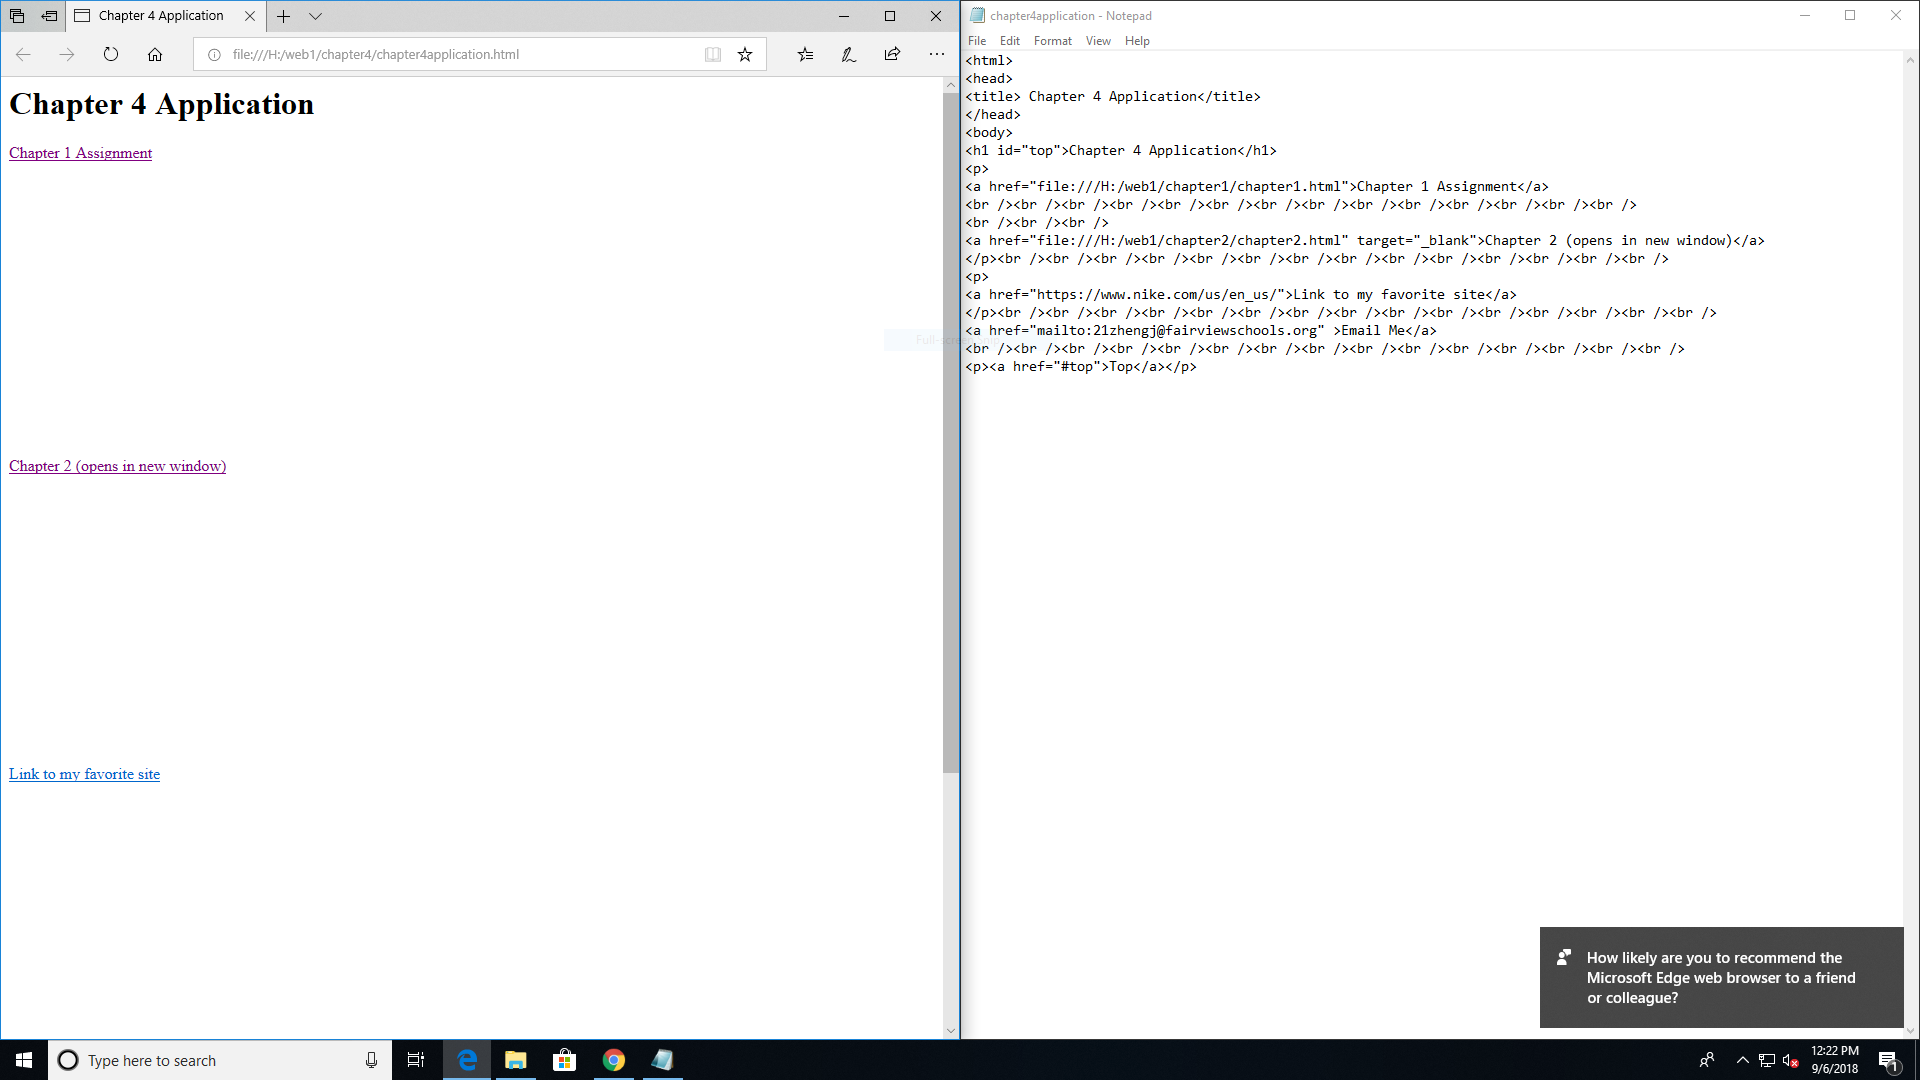 Chapter 4 Application
file:///H:/web1/chapter4/chapter4application.html
Chapter 4 Application
Chapter 1 Assignment
Chapter 2 (opens in new window)
Link to my favorite site
Full-screen Snip
chapter4application - Notepad
File Edit Format View Help
<html>
<head>
<title> Chapter 4 Application</title>
</head>
<body>
<h1 id="top">Chapter 4 Application</h1>
<p>
<a href="file:///H:/web1/chapter1/chapter1.html">Chapter 1 Assignment</a>
<br /><br /><br /><br /><br /><br /><br /><br /><br /><br /><br /><br /><br /><br />
<br /><br /><br />
<a href="file:///H:/web1/chapter2/chapter2.html" target="_blank">Chapter 2 (opens in new window)</a>
</p><br /><br /><br /><br /><br /><br /><br /><br /><br /><br /><br /><br /><br /><br />
<p>
<a href="https://www.nike.com/us/en_us/">Link to my favorite site</a>
</p><br /><br /><br /><br /><br /><br /><br /><br /><br /><br /><br /><br /><br /><br /><br />
<a href="mailto:21zhengj@fairviewschools.org" >Email Me</a>
<br /><br /><br /><br /><br /><br /><br /><br /><br /><br /><br /><br /><br /><br /><br />
<p><a href="#top">Top</a></p>
How likely are you to recommend the
Microsoft Edge web browser to a friend
or colleague?
Type here to search
12:22 PM
9/6/2018
1